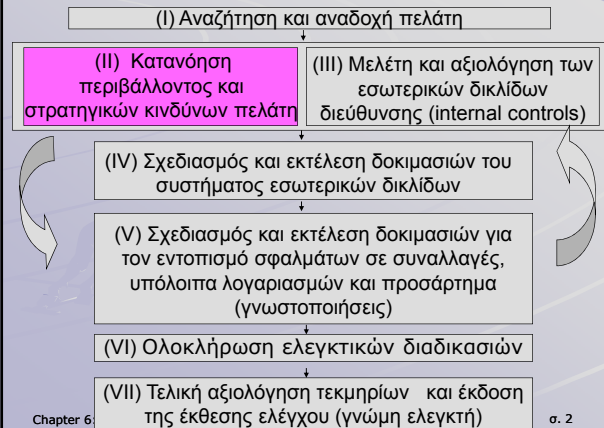 (I) Αναζήτηση και αναδοχή πελάτη
(II) Κατανόηση
περιβάλλοντος και
στρατηγικών κινδύνων πελάτη
(III) Μελέτη και αξιολόγηση των
εσωτερικών δικλίδων
διεύθυνσης (internal controls)
(IV) Σχεδιασμός και εκτέλεση δοκιμασιών του
συστήματος εσωτερικών δικλίδων
(V) Σχεδιασμός και εκτέλεση δοκιμασιών για
τον εντοπισμό σφαλμάτων σε συναλλαγές,
υπόλοιπα λογαριασμών και προσάρτημα
(γνωστοποιήσεις)
(VI) Ολοκλήρωση ελεγκτικών διαδικασιών
(VII) Τελική αξιολόγηση τεκμηρίων και έκδοση
της έκθεσης ελέγχου (γνώμη ελεγκτή)
Chapter 6:
σ. 2